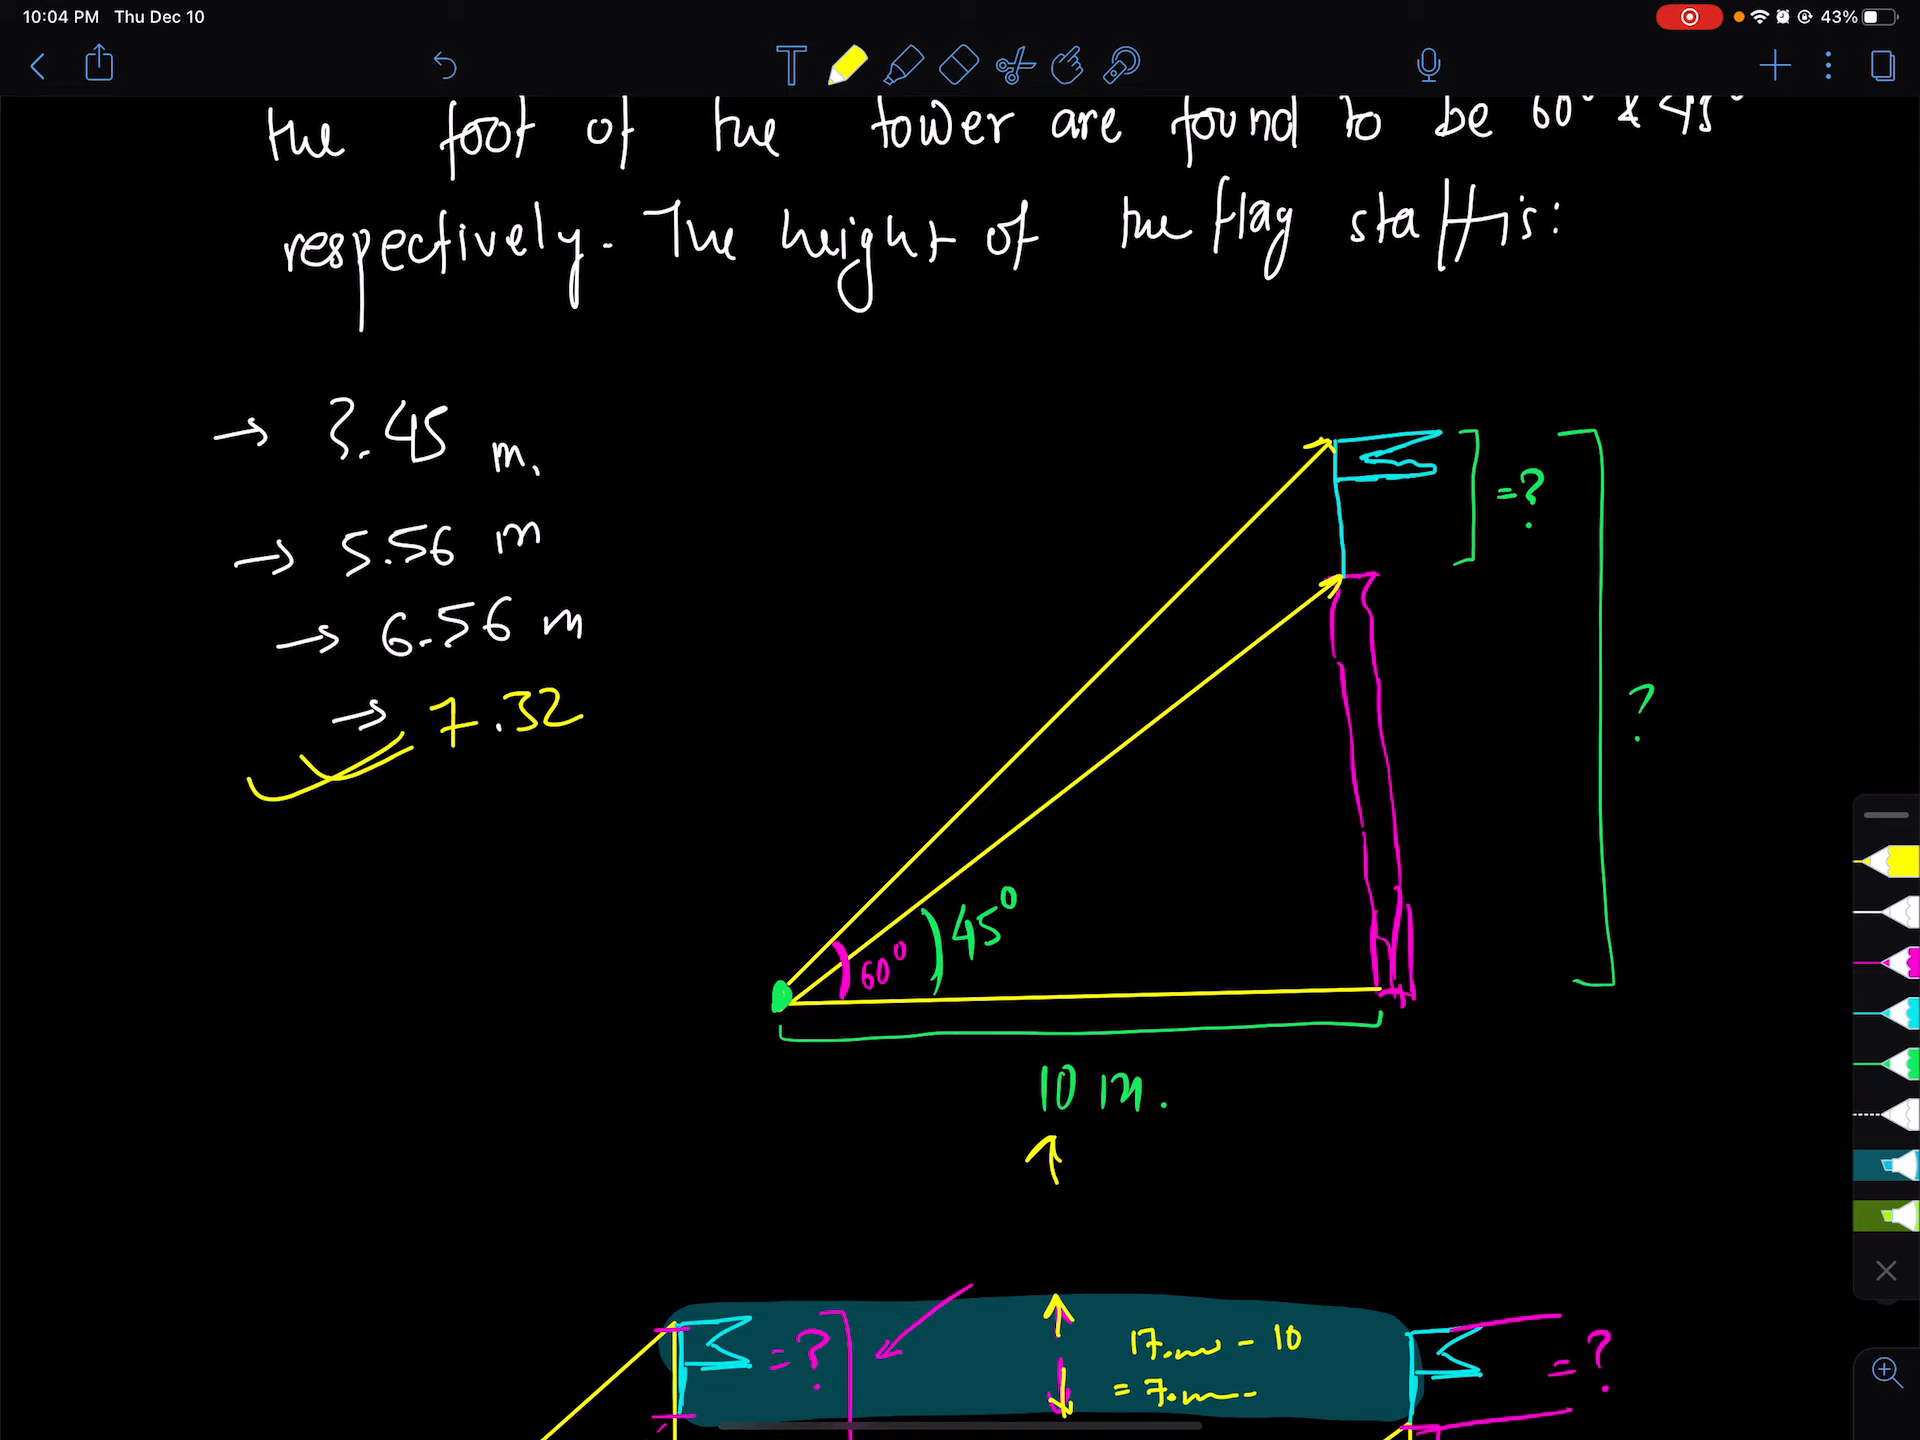 10:04 PM Thu Dec 10
43%
the foot of the tower are found to be 60° & 45°
respectively. The height of the flag staff is:
→ 3.45 m.
→ 5.56 m
→ 6.56 m
→ 7.32
= ?
?
60° 45°
10 m.
= ?
17. - 10
= 7.
= ?